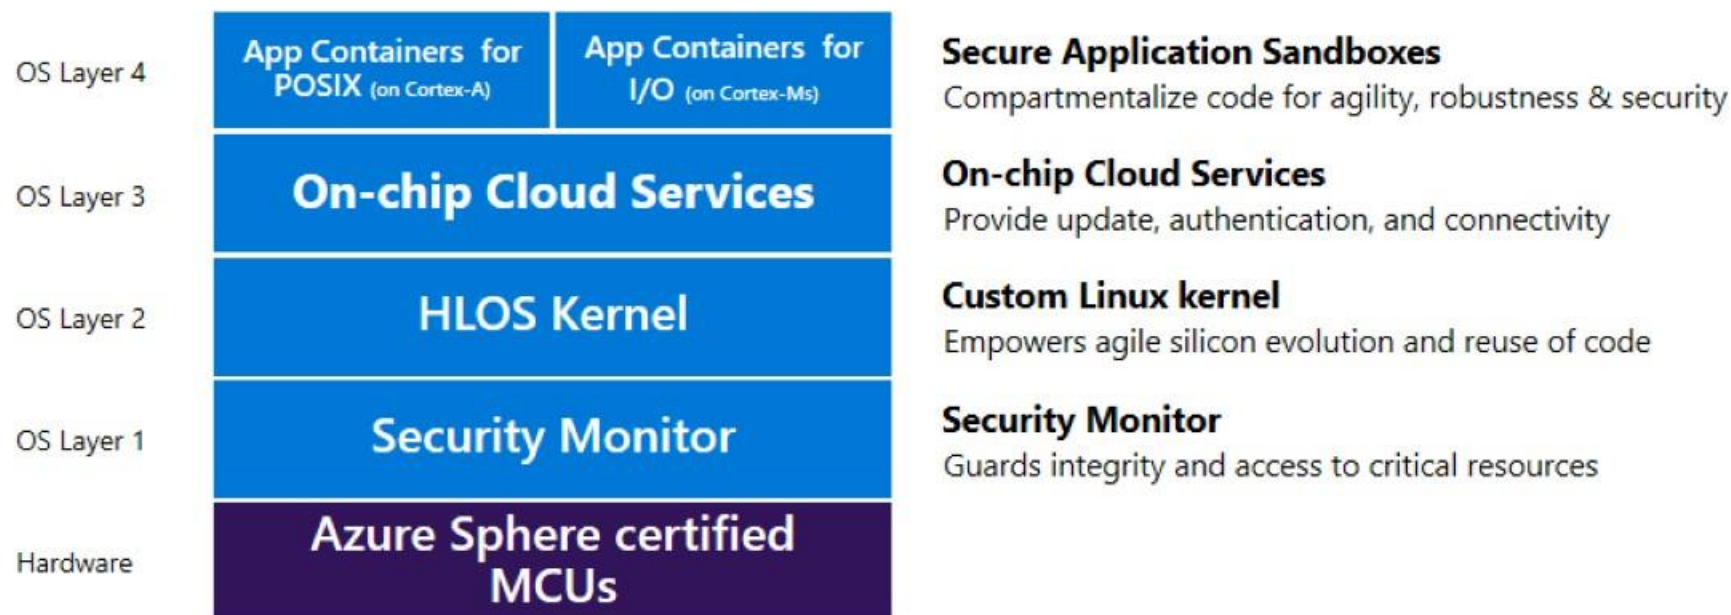 OS Layer 4
App Containers for
POSIX (on Cortex-A)
App Containers for
I/O (on Cortex-Ms)
Secure Application Sandboxes
Compartmentalize code for agility, robustness & security
OS Layer 3
On-chip Cloud Services
On-chip Cloud Services
Provide update, authentication, and connectivity
OS Layer 2
HLOS Kernel
Custom Linux kernel
Empowers agile silicon evolution and reuse of code
OS Layer 1
Security Monitor
Security Monitor
Guards integrity and access to critical resources
Hardware
Azure Sphere certified
MCUs